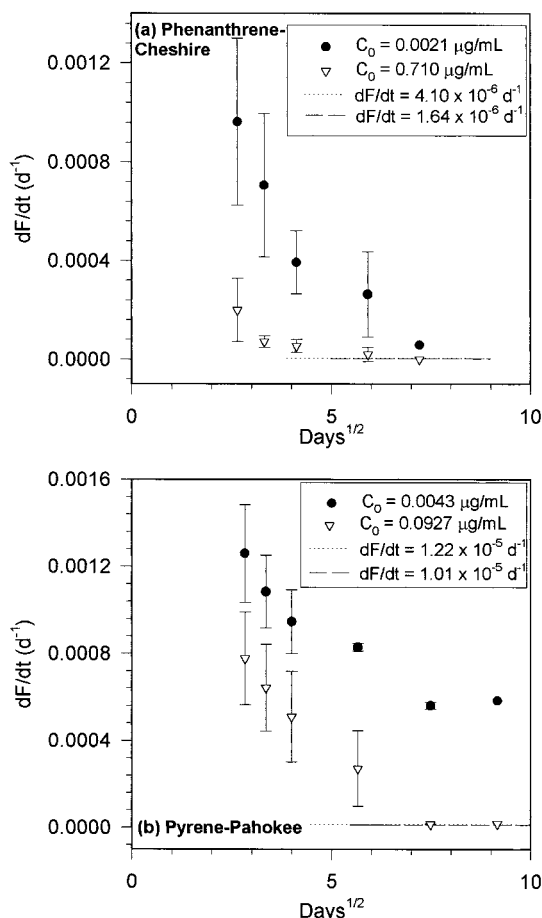 (a) Phenanthrene-
Cheshire
C₀ = 0.0021 μg/mL
C₀ = 0.710 μg/mL
dF/dt = 4.10 x 10⁻⁶ d⁻¹
dF/dt = 1.64 x 10⁻⁶ d⁻¹
0.0012
0.0008
0.0004
0.0000
dF/dt (d⁻¹)
0 5 10
Days¹/²
0.0016
0.0012
0.0008
0.0004
0.0000
dF/dt (d⁻¹)
C₀ = 0.0043 μg/mL
C₀ = 0.0927 μg/mL
dF/dt = 1.22 x 10⁻⁵ d⁻¹
dF/dt = 1.01 x 10⁻⁵ d⁻¹
(b) Pyrene-Pahokee
0 5 10
Days¹/²